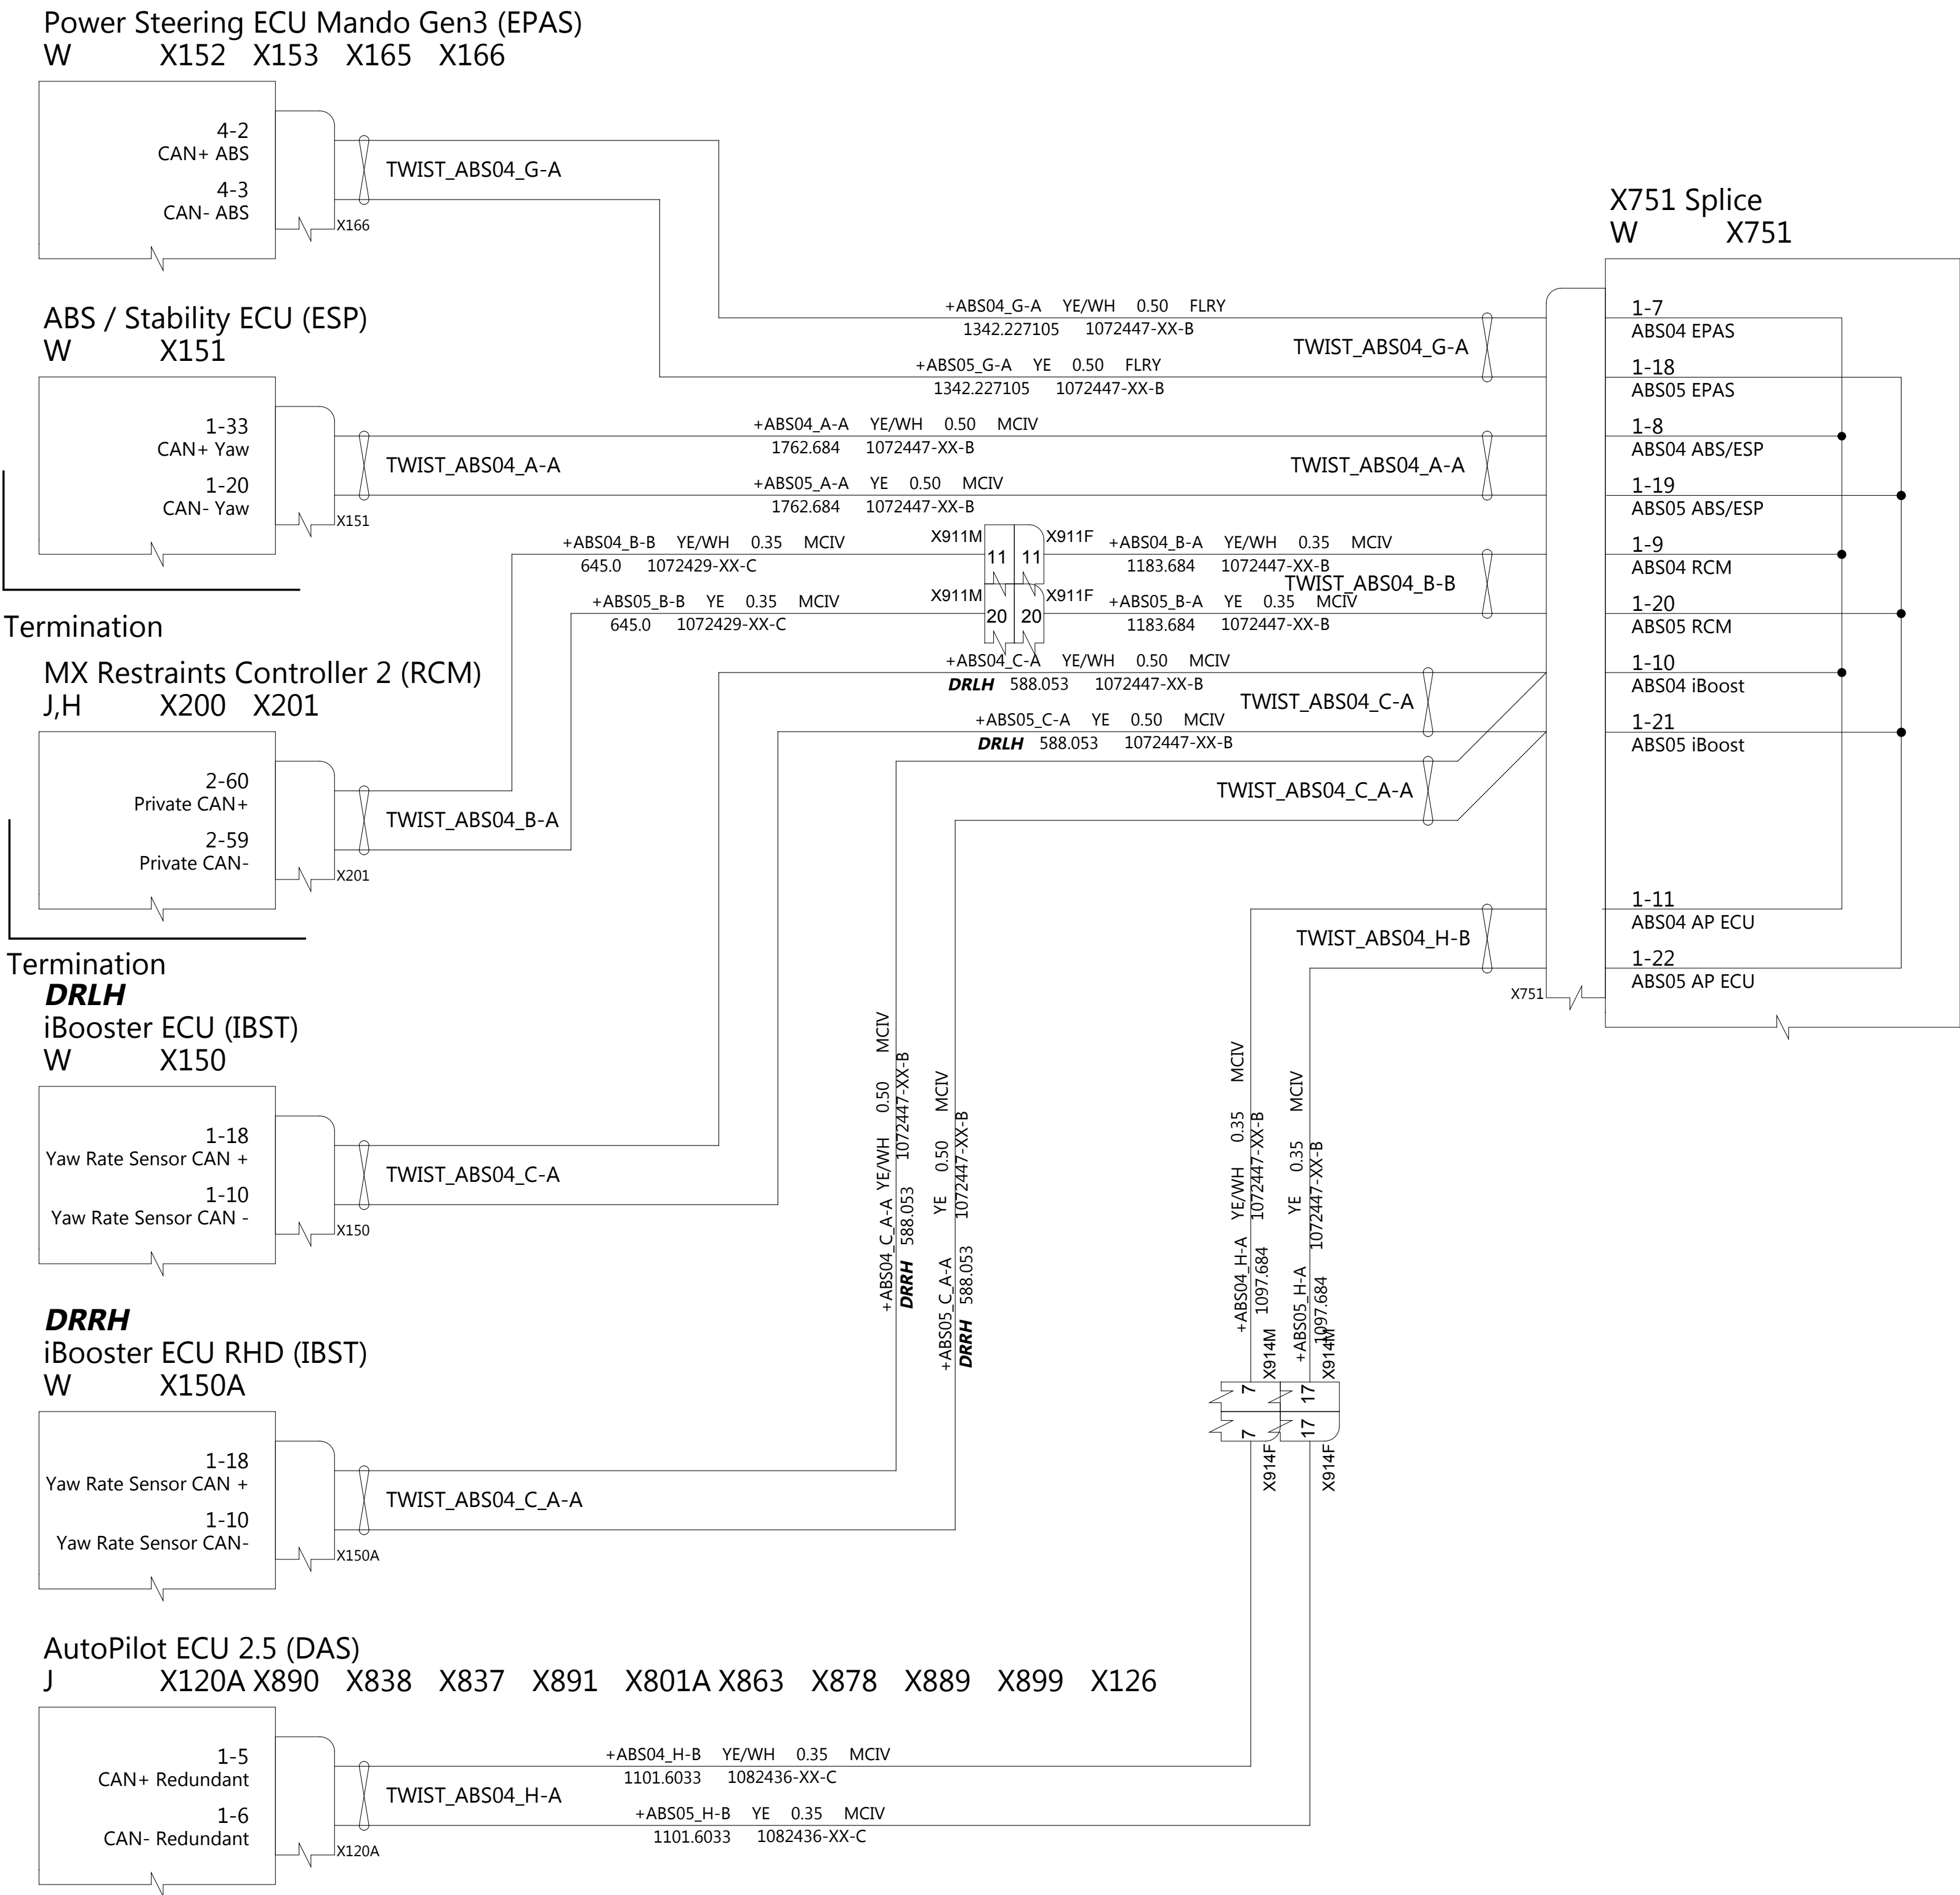 Power Steering ECU Mando Gen3 (EPAS)
W X152 X153 X165 X166
4-2
CAN+ ABS
4-3
CAN- ABS
X166
TWIST_ABS04_G-A
X751 Splice
W X751
+ABS04_G-A YE/WH 0.50 FLRY
1342.227105 1072447-XX-B
TWIST_ABS04_G-A
+ABS05_G-A YE 0.50 FLRY
1342.227105 1072447-XX-B
1-7
ABS04 EPAS
1-18
ABS05 EPAS
1-8
ABS04 ABS/ESP
1-19
ABS05 ABS/ESP
1-9
ABS04 RCM
1-20
ABS05 RCM
1-10
ABS04 iBoost
1-21
ABS05 iBoost
1-11
ABS04 AP ECU
1-22
ABS05 AP ECU
X751
ABS / Stability ECU (ESP)
W X151
1-33
CAN+ Yaw
1-20
CAN- Yaw
X151
TWIST_ABS04_A-A
+ABS04_A-A YE/WH 0.50 MCIV
1762.684 1072447-XX-B
TWIST_ABS04_A-A
+ABS05_A-A YE 0.50 MCIV
1762.684 1072447-XX-B
Termination
+ABS04_B-B YE/WH 0.35 MCIV
645.0 1072429-XX-C
X911M 11 11 X911F
+ABS04_B-A YE/WH 0.35 MCIV
1183.684 1072447-XX-B
TWIST_ABS04_B-B
+ABS05_B-B YE 0.35 MCIV
645.0 1072429-XX-C
X911M 20 20 X911F
+ABS05_B-A YE 0.35 MCIV
1183.684 1072447-XX-B
MX Restraints Controller 2 (RCM)
J,H X200 X201
2-60
Private CAN+
2-59
Private CAN-
X201
TWIST_ABS04_B-A
+ABS04_C-A YE/WH 0.50 MCIV
DRLH 588.053 1072447-XX-B
TWIST_ABS04_C-A
+ABS05_C-A YE 0.50 MCIV
DRLH 588.053 1072447-XX-B
TWIST_ABS04_C_A-A
TWIST_ABS04_H-B
Termination
DRLH
iBooster ECU (IBST)
W X150
1-18
Yaw Rate Sensor CAN +
1-10
Yaw Rate Sensor CAN -
X150
TWIST_ABS04_C-A
+ABS04_C_A-A YE/WH 0.50 MCIV
DRRH 588.053 1072447-XX-B
+ABS05_C_A-A YE 0.50 MCIV
DRRH 588.053 1072447-XX-B
+ABS04_H-A YE/WH 0.35 MCIV
1097.684 1072447-XX-B
+ABS05_H-A YE 0.35 MCIV
1097.684 1072447-XX-B
7 X914M
17 X914M
7 X914F
17 X914F
DRRH
iBooster ECU RHD (IBST)
W X150A
1-18
Yaw Rate Sensor CAN +
1-10
Yaw Rate Sensor CAN-
X150A
TWIST_ABS04_C_A-A
AutoPilot ECU 2.5 (DAS)
J X120A X890 X838 X837 X891 X801A X863 X878 X889 X899 X126
1-5
CAN+ Redundant
1-6
CAN- Redundant
X120A
TWIST_ABS04_H-A
+ABS04_H-B YE/WH 0.35 MCIV
1101.6033 1082436-XX-C
+ABS05_H-B YE 0.35 MCIV
1101.6033 1082436-XX-C